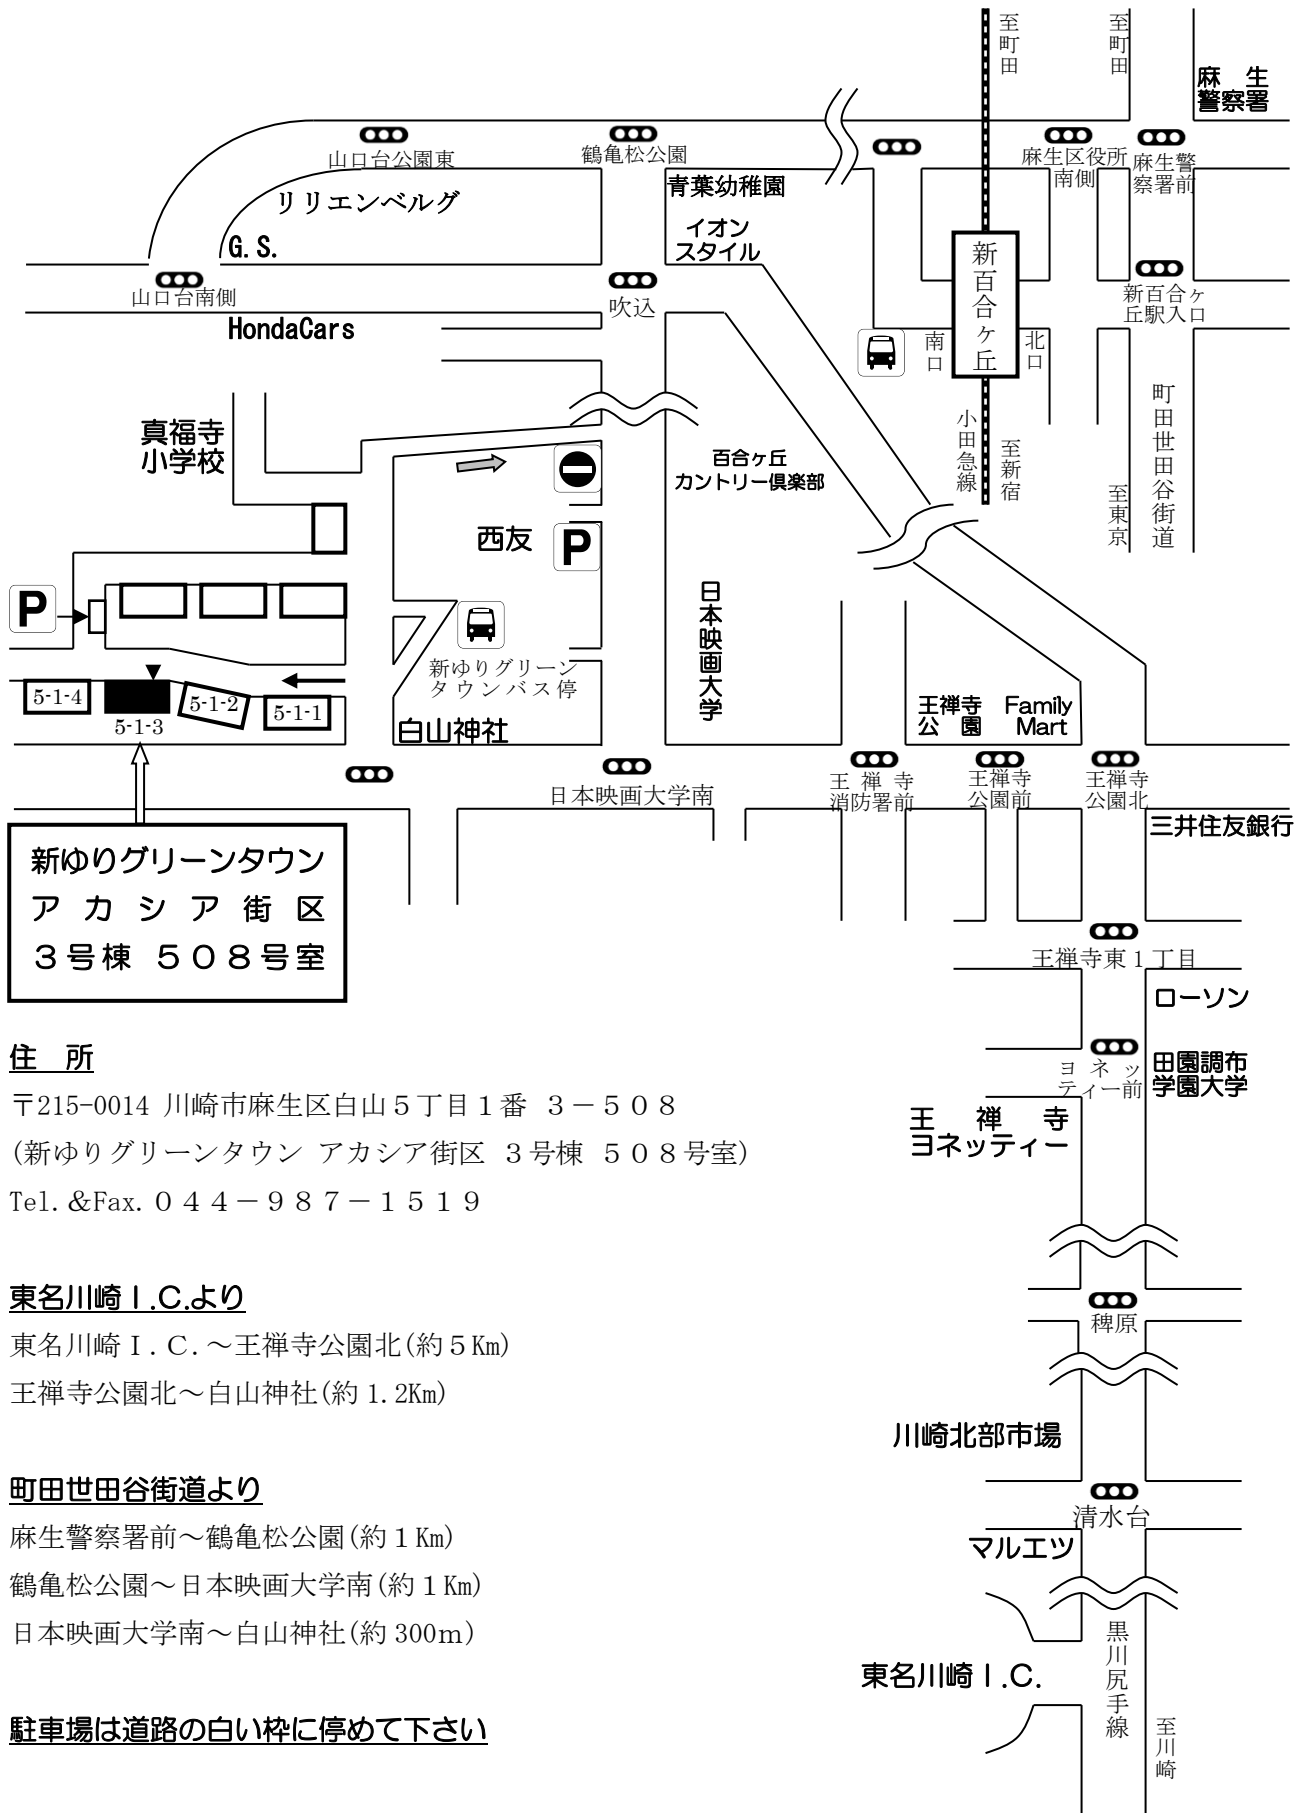 至町田
至町田
麻　生
警察署
山口台公園東
鶴亀松公園
麻生区役所
南側
麻生警
察署前
リリエンベルグ
青葉幼稚園
G.S.
イオン
スタイル
新百合ヶ丘
山口台南側
吹込
新百合ヶ
丘駅入口
HondaCars
南口
北口
真福寺
小学校
百合ヶ丘
カントリー倶楽部
小田急線
至新宿
町田世田谷街道
至東京
西友
P
P
日本映画大学
新ゆりグリーン
タウンバス停
5-1-4
5-1-3
5-1-2
5-1-1
白山神社
王禅寺
公　園
Family
Mart
日本映画大学南
王 禅 寺
消防署前
王禅寺
公園前
王禅寺
公園北
三井住友銀行
新ゆりグリーンタウン
ア カ シ ア 街 区
３号棟 ５０８号室
王禅寺東１丁目
ローソン
ヨ ネ ッ
ティー前
田園調布
学園大学
王　禅　寺
ヨネッティー
住　所
〒215-0014 川崎市麻生区白山５丁目１番 ３－５０８
(新ゆりグリーンタウン アカシア街区 ３号棟 ５０８号室)
Tel.&Fax.０４４－９８７－１５１９
稗原
東名川崎Ｉ.Ｃ.より
東名川崎Ｉ.Ｃ.～王禅寺公園北(約５Km)
王禅寺公園北～白山神社(約 1.2Km)
川崎北部市場
清水台
マルエツ
町田世田谷街道より
麻生警察署前～鶴亀松公園(約１Km)
鶴亀松公園～日本映画大学南(約１Km)
日本映画大学南～白山神社(約 300ｍ)
黒川尻手線
東名川崎Ｉ.Ｃ.
至川崎
駐車場は道路の白い枠に停めて下さい